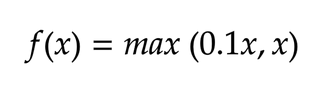 f(x) = max (0.1x, x)